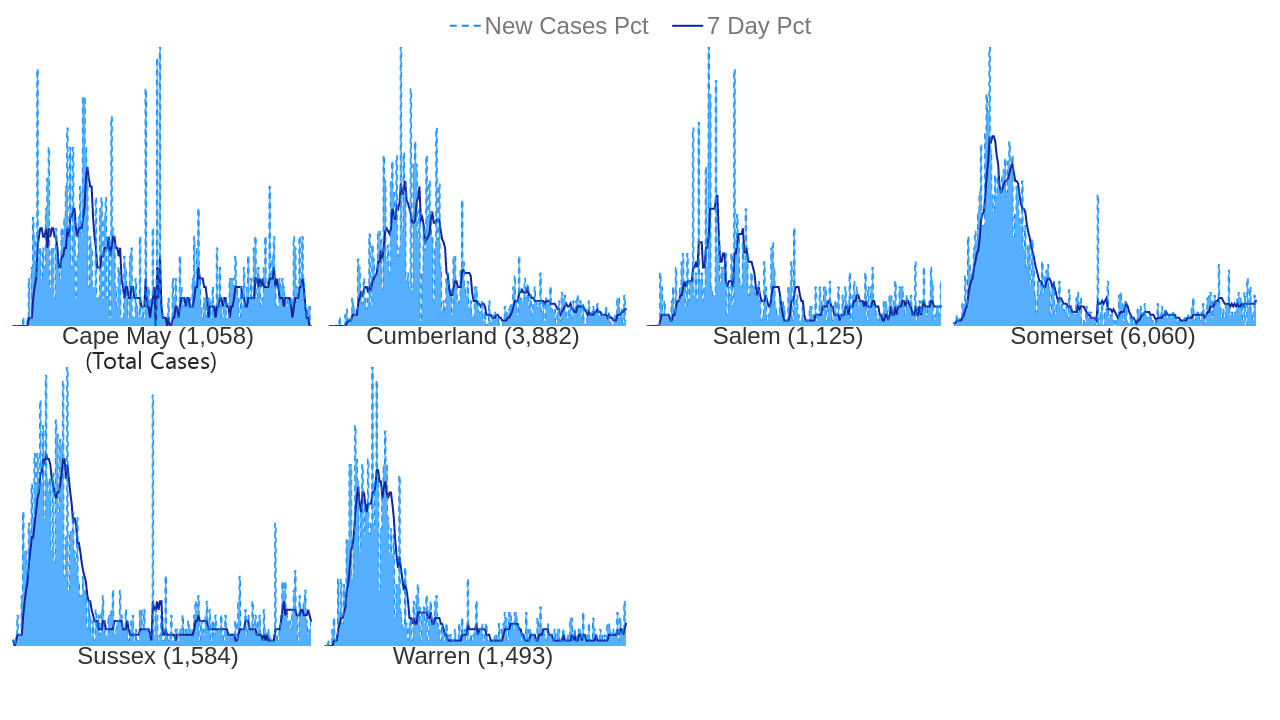 New Cases Pct 7 Day Pct
Cape May (1,058) Cumberland (3,882) Salem (1,125) Somerset (6,060)
(Total Cases)
Sussex (1,584) Warren (1,493)